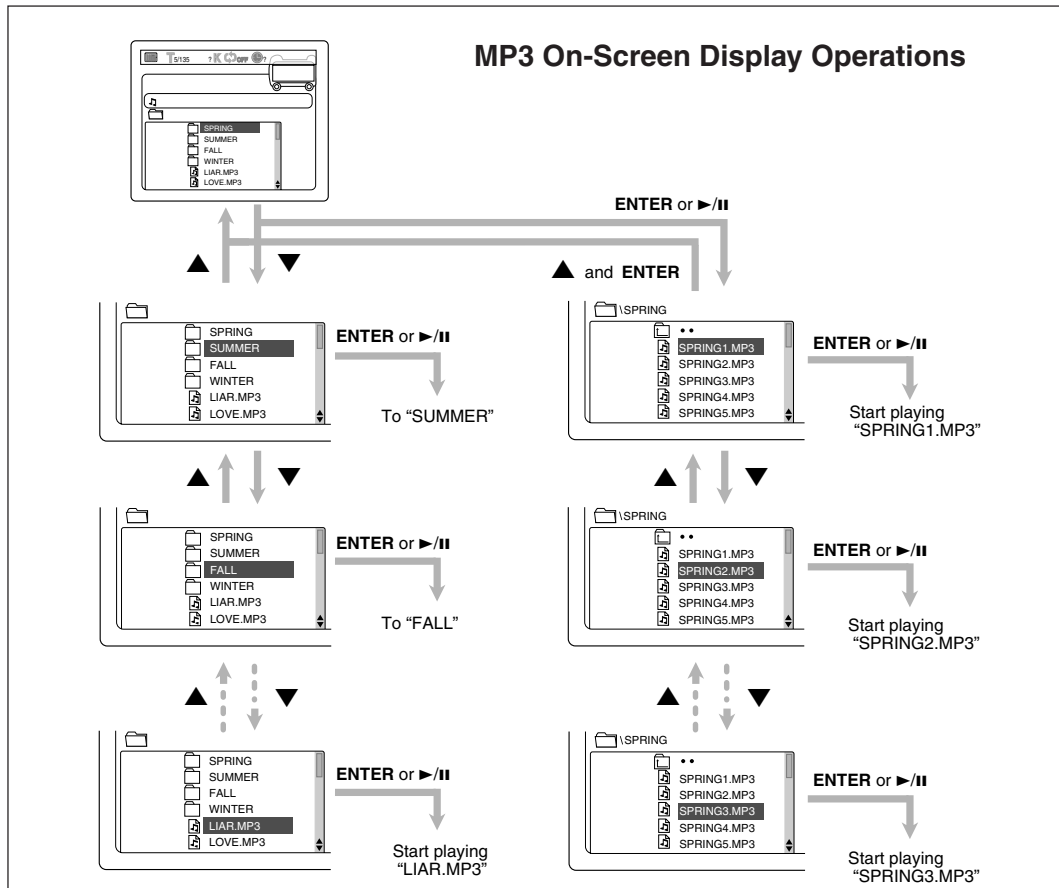 MP3 On-Screen Display Operations
T 5/135 ? K OFF ?
SPRING
SUMMER
FALL
WINTER
LIAR.MP3
LOVE.MP3
ENTER or ►/II
▲ ▼
▲ and ENTER
SPRING
SUMMER
FALL
WINTER
LIAR.MP3
LOVE.MP3
ENTER or ►/II
To “SUMMER”
\SPRING
••
SPRING1.MP3
SPRING2.MP3
SPRING3.MP3
SPRING4.MP3
SPRING5.MP3
ENTER or ►/II
Start playing
“SPRING1.MP3”
▲ ▼
▲ ▼
SPRING
SUMMER
FALL
WINTER
LIAR.MP3
LOVE.MP3
ENTER or ►/II
To “FALL”
\SPRING
••
SPRING1.MP3
SPRING2.MP3
SPRING3.MP3
SPRING4.MP3
SPRING5.MP3
ENTER or ►/II
Start playing
“SPRING2.MP3”
▲ ▼
▲ ▼
SPRING
SUMMER
FALL
WINTER
LIAR.MP3
LOVE.MP3
ENTER or ►/II
Start playing
“LIAR.MP3”
\SPRING
••
SPRING1.MP3
SPRING2.MP3
SPRING3.MP3
SPRING4.MP3
SPRING5.MP3
ENTER or ►/II
Start playing
“SPRING3.MP3”